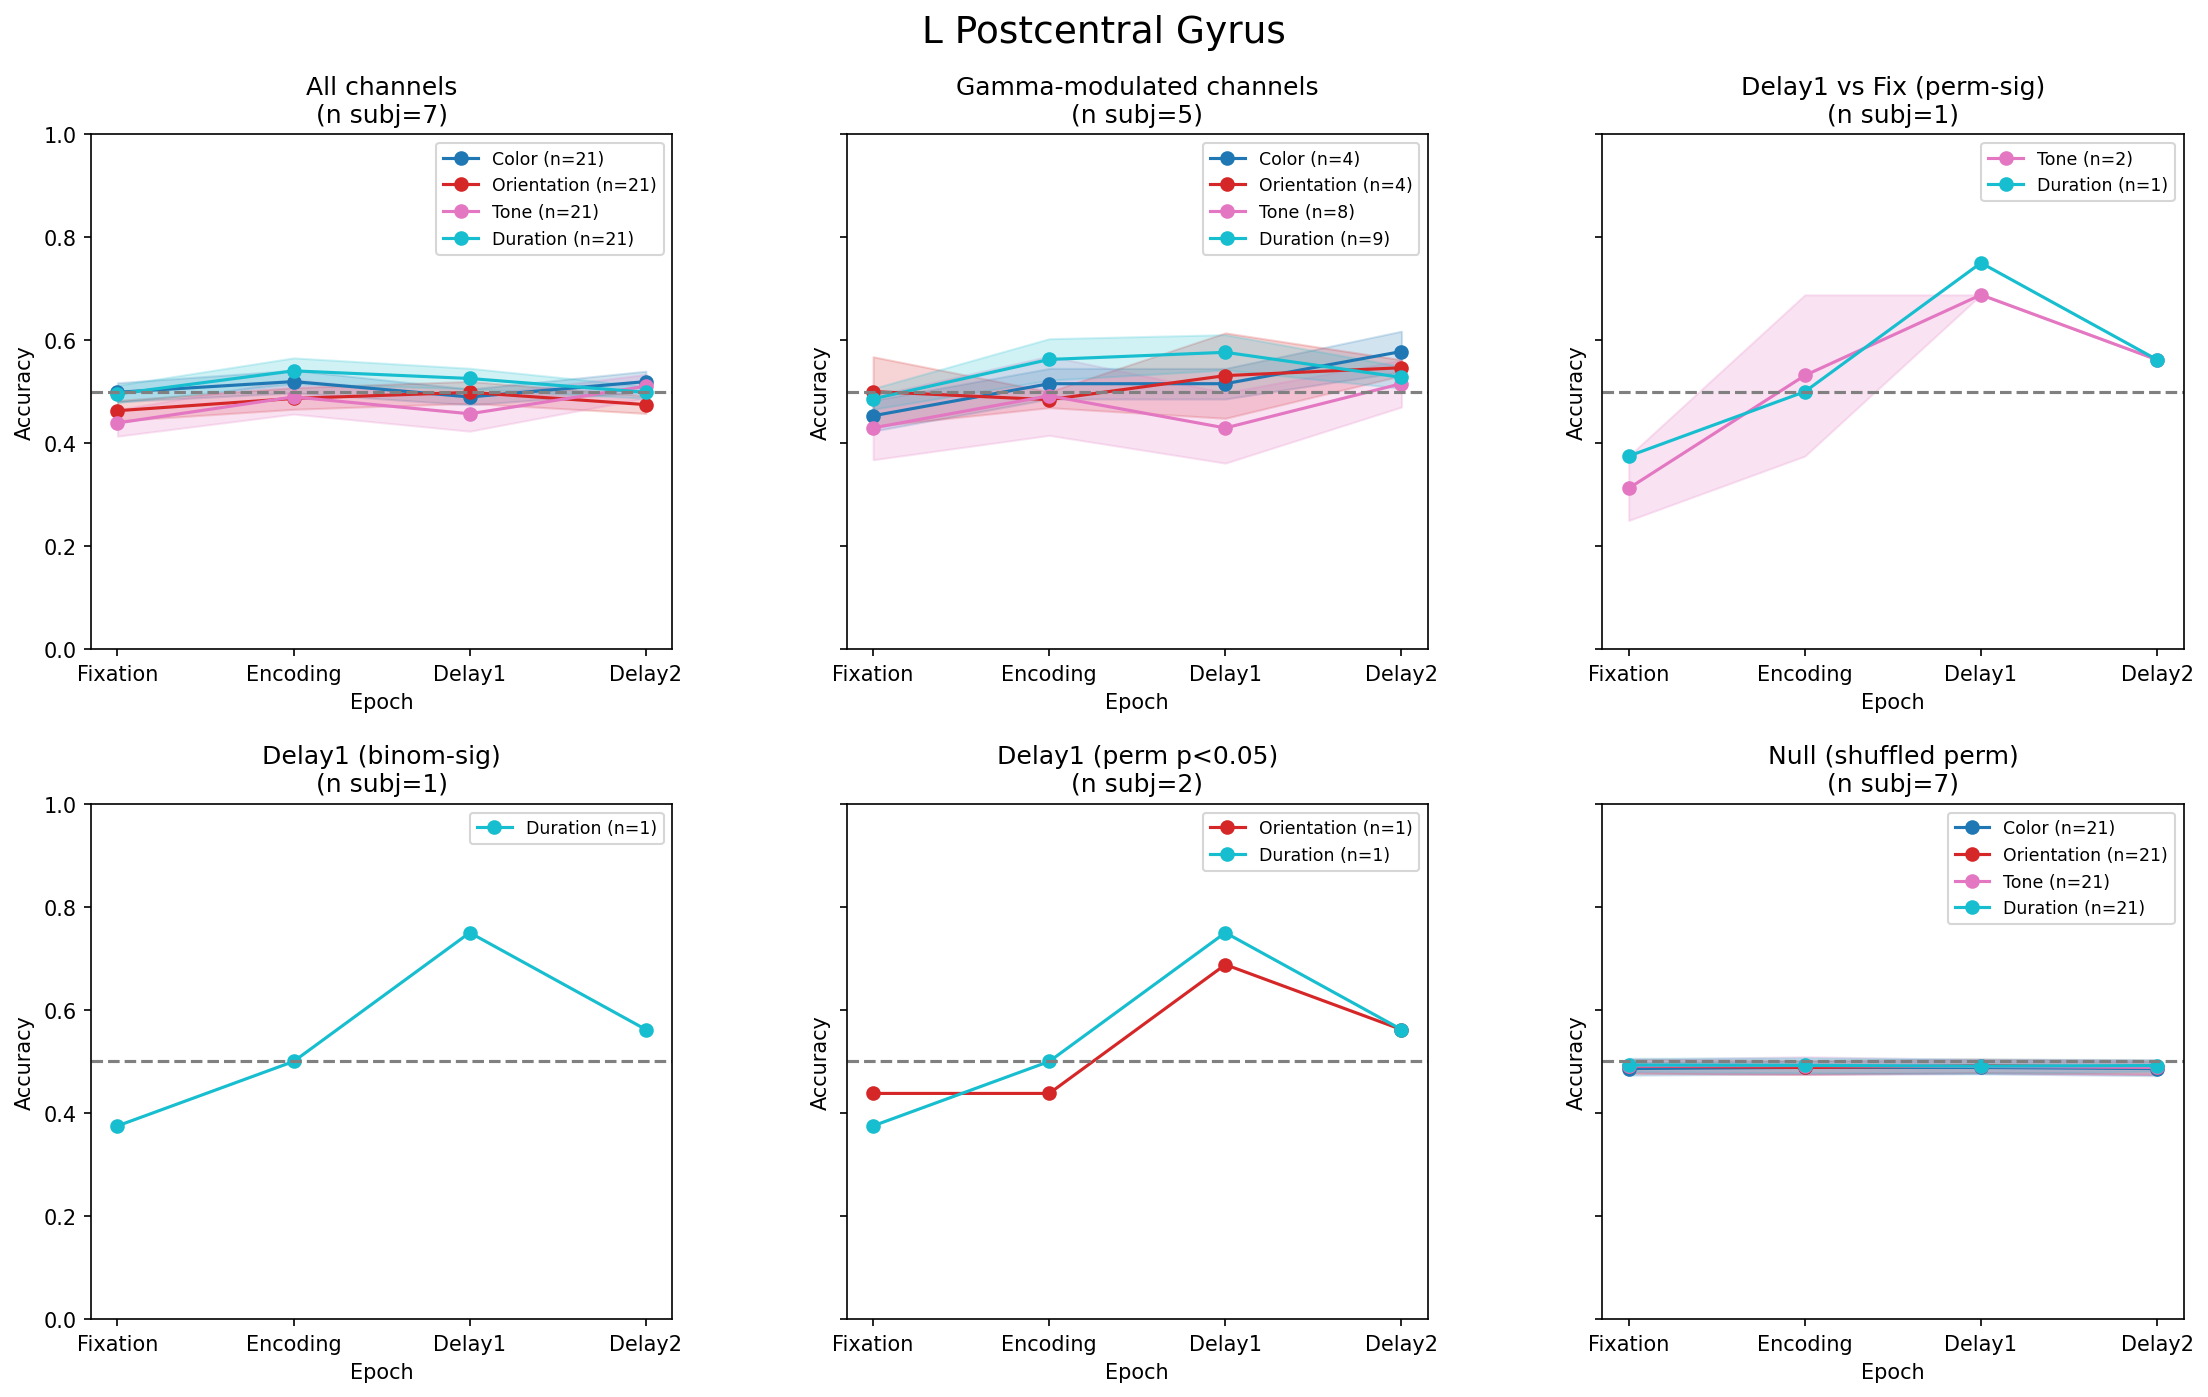 L Postcentral Gyrus
All channels
(n subj=7)
Accuracy
1.0
0.8
0.6
0.4
0.2
0.0
Color (n=21)
Orientation (n=21)
Tone (n=21)
Duration (n=21)
Fixation Encoding Delay1 Delay2
Epoch
Gamma-modulated channels
(n subj=5)
Accuracy
Color (n=4)
Orientation (n=4)
Tone (n=8)
Duration (n=9)
Fixation Encoding Delay1 Delay2
Epoch
Delay1 vs Fix (perm-sig)
(n subj=1)
Accuracy
Tone (n=2)
Duration (n=1)
Fixation Encoding Delay1 Delay2
Epoch
Delay1 (binom-sig)
(n subj=1)
Accuracy
1.0
0.8
0.6
0.4
0.2
0.0
Duration (n=1)
Fixation Encoding Delay1 Delay2
Epoch
Delay1 (perm p<0.05)
(n subj=2)
Accuracy
Orientation (n=1)
Duration (n=1)
Fixation Encoding Delay1 Delay2
Epoch
Null (shuffled perm)
(n subj=7)
Accuracy
Color (n=21)
Orientation (n=21)
Tone (n=21)
Duration (n=21)
Fixation Encoding Delay1 Delay2
Epoch